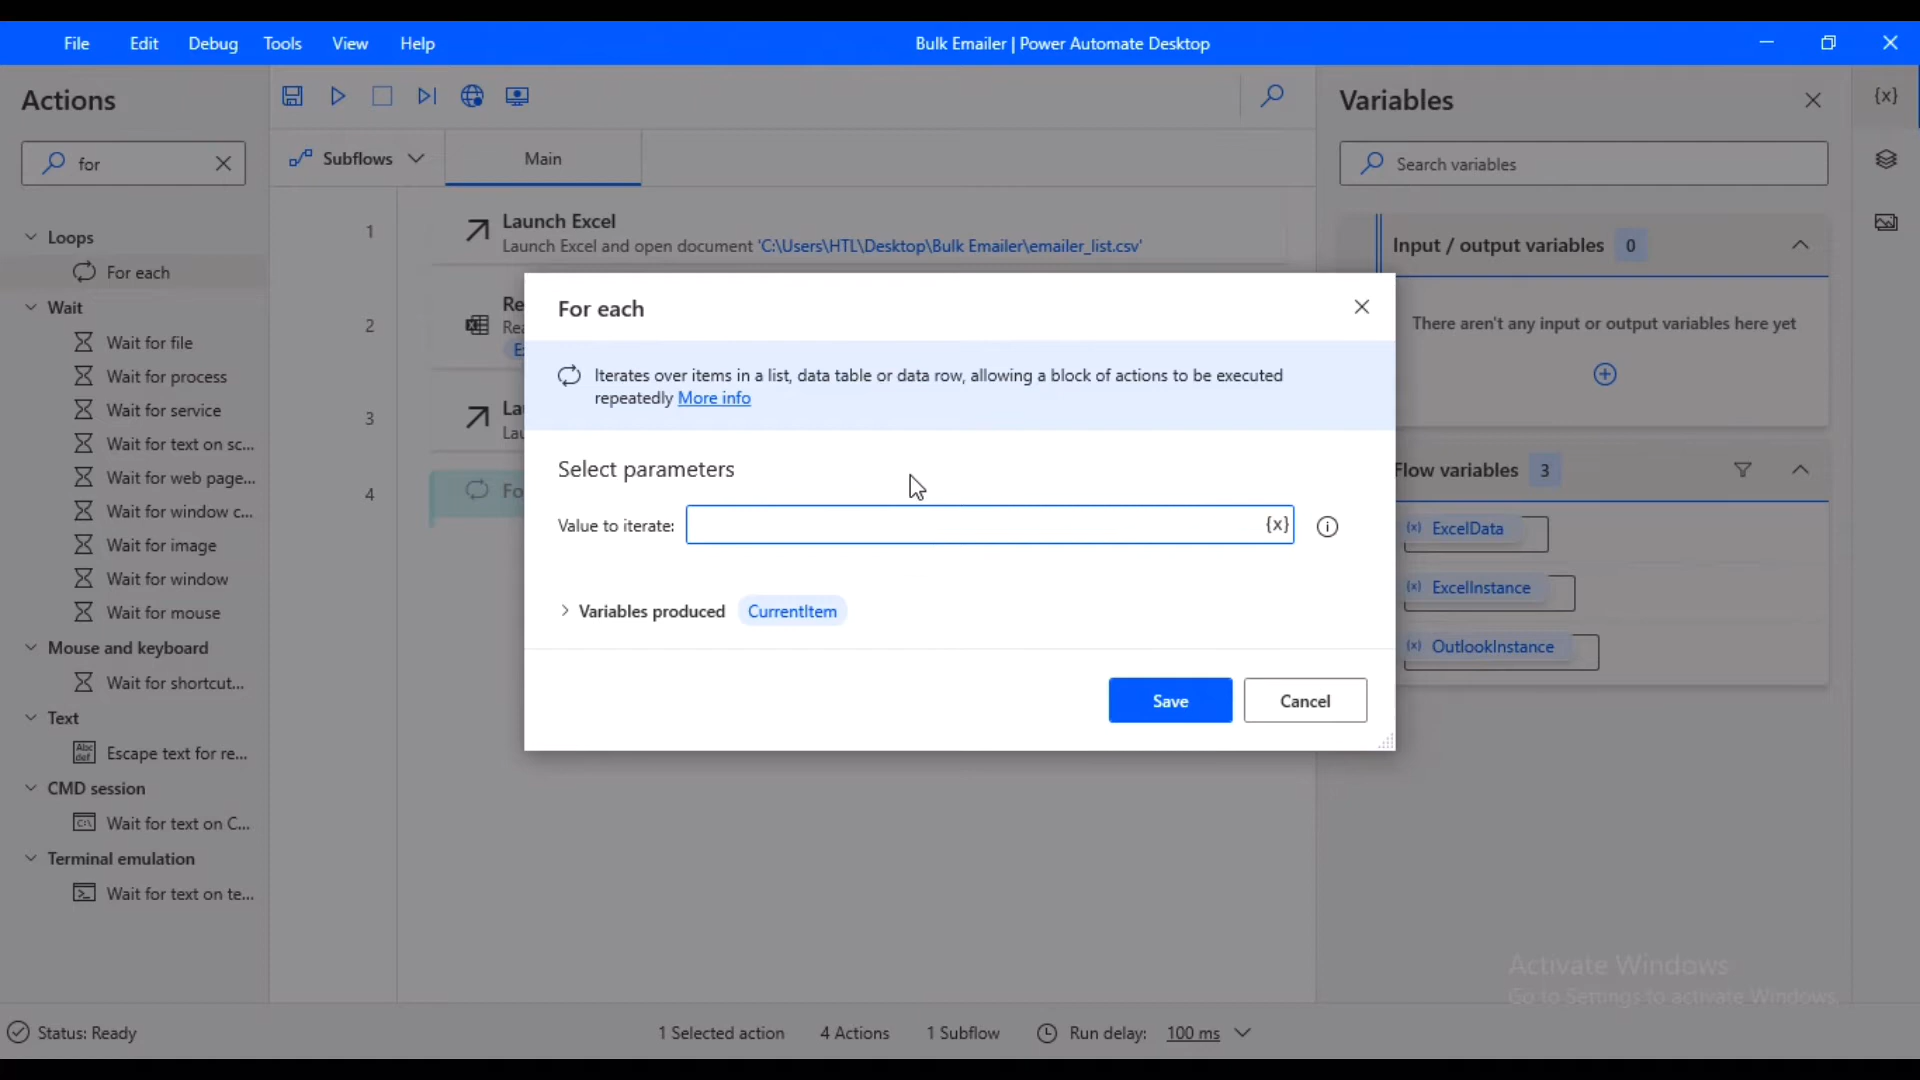 File Edit Debug Tools View Help
Bulk Emailer | Power Automate Desktop
Actions
for
Loops
For each
Wait
Wait for file
Wait for process
Wait for service
Wait for text on sc...
Wait for web page...
Wait for window c...
Wait for image
Wait for window
Wait for mouse
Mouse and keyboard
Wait for shortcut...
Text
Escape text for re...
CMD session
Wait for text on C...
Terminal emulation
Wait for text on te...
Subflows
Main
1
Launch Excel
Launch Excel and open document 'C:\Users\HTL\Desktop\Bulk Emailer\emailer_list.csv'
2
3
4
For each
Iterates over items in a list, data table or data row, allowing a block of actions to be executed
repeatedly More info
Select parameters
Value to iterate: {x}
Variables produced CurrentItem
Save
Cancel
Variables
{x}
Search variables
Input / output variables 0
There aren't any input or output variables here yet
Flow variables 3
(x) ExcelData
(x) ExcelInstance
(x) OutlookInstance
Activate Windows
Go to Settings to activate Windows.
Status: Ready
1 Selected action
4 Actions
1 Subflow
Run delay: 100 ms